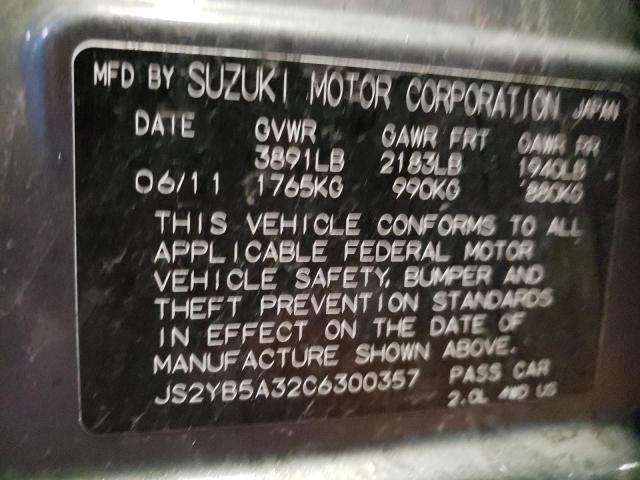 MFD BY SUZUKI MOTOR CORPORATION JAPAN
DATE GVWR GAWR FRT GAWR RR
3891LB 2183LB 1940LB
06/11 1765KG 990KG 880KG
THIS VEHICLE CONFORMS TO ALL
APPLICABLE FEDERAL MOTOR
VEHICLE SAFETY, BUMPER AND
THEFT PREVENTION STANDARDS
IN EFFECT ON THE DATE OF
MANUFACTURE SHOWN ABOVE.
JS2YB5A32C6300357 PASS CAR
2.0L 4WD US